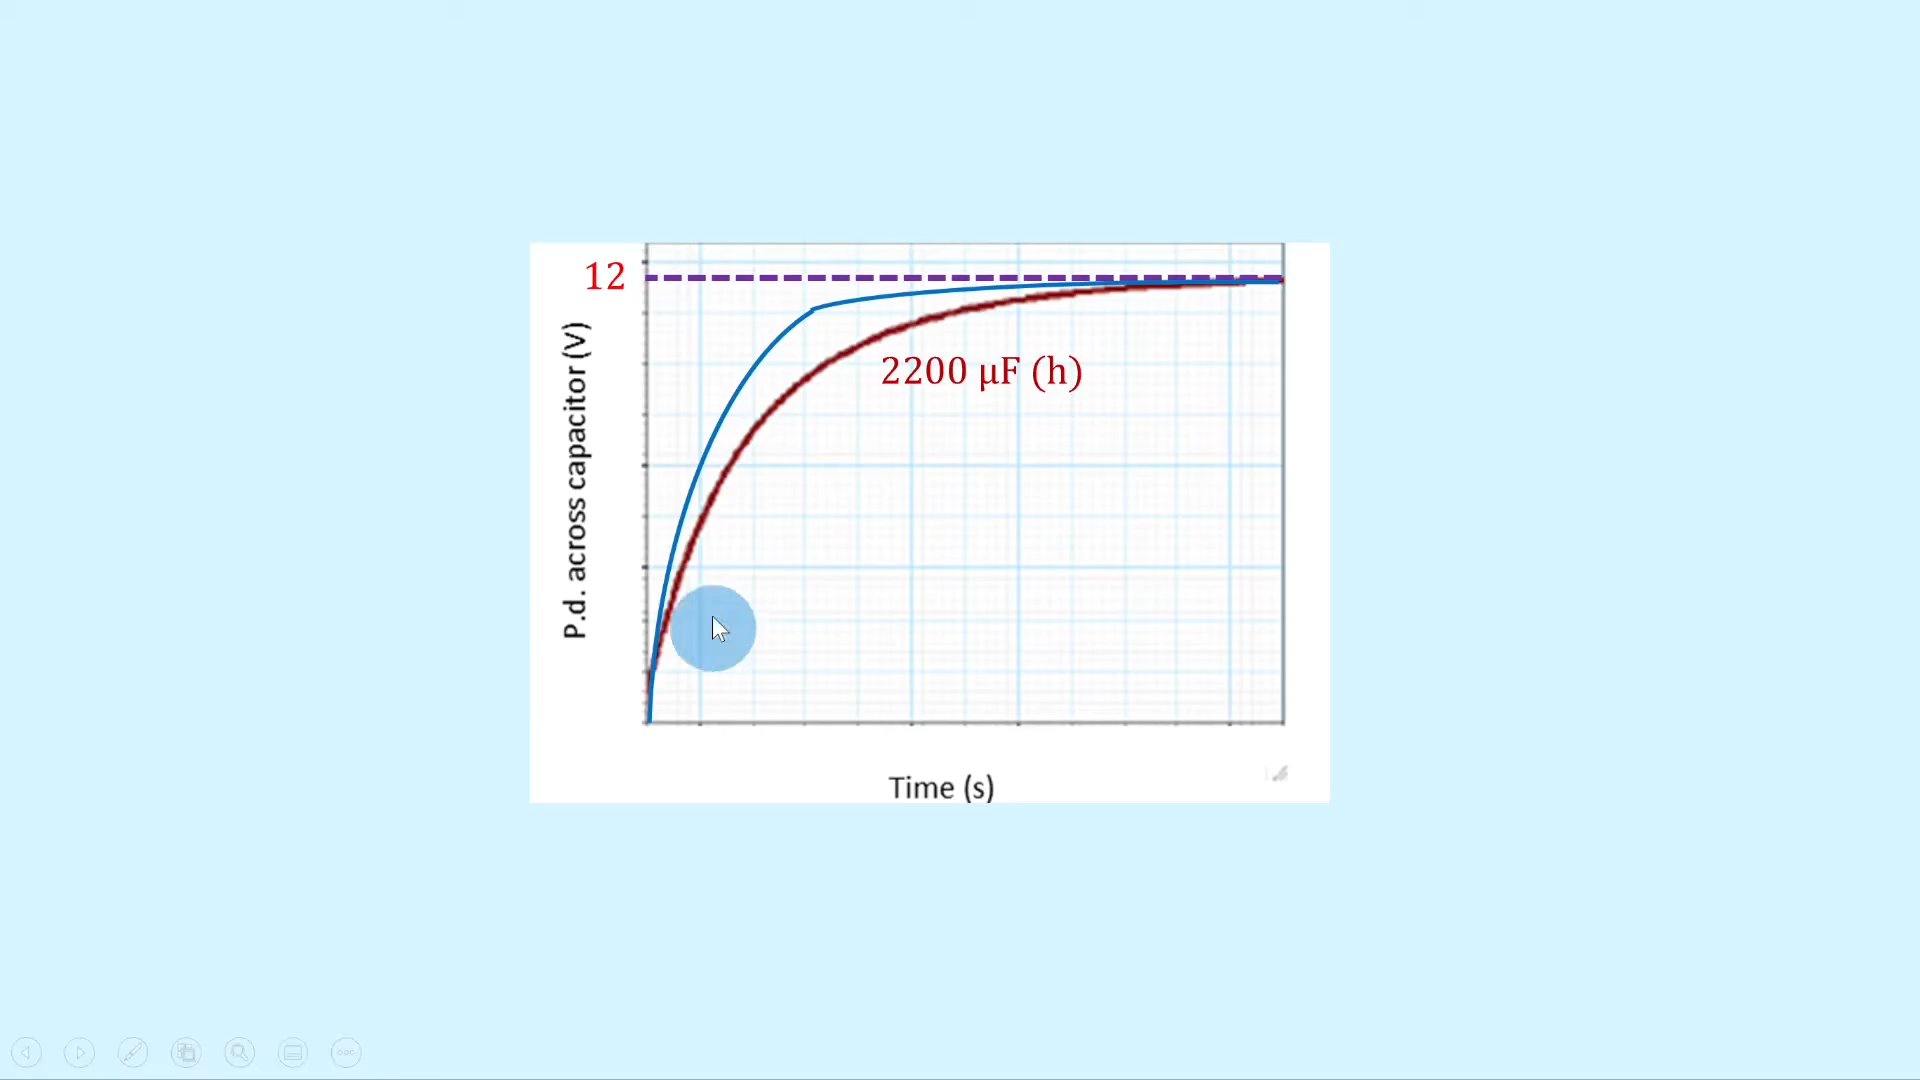 12
P.d. across capacitor (V)
2200 μF (h)
Time (s)